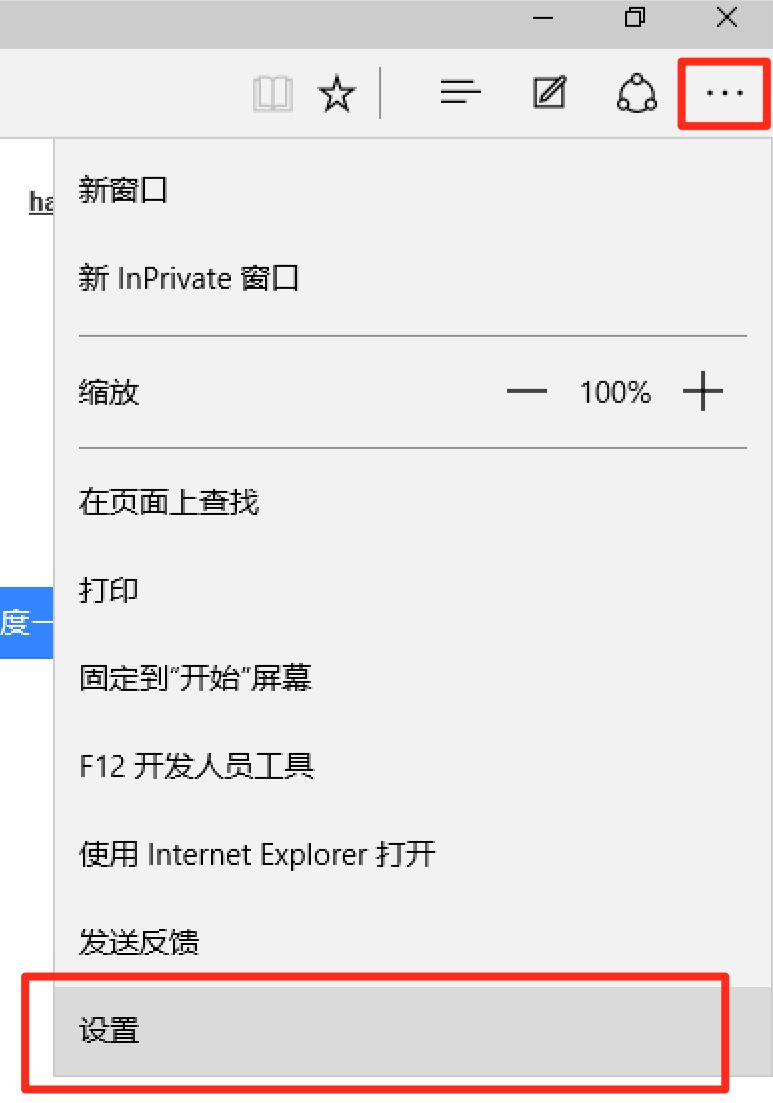 ha
新窗口
新 InPrivate 窗口
缩放 100%
在页面上查找
打印
度一
固定到"开始"屏幕
F12 开发人员工具
使用 Internet Explorer 打开
发送反馈
设置